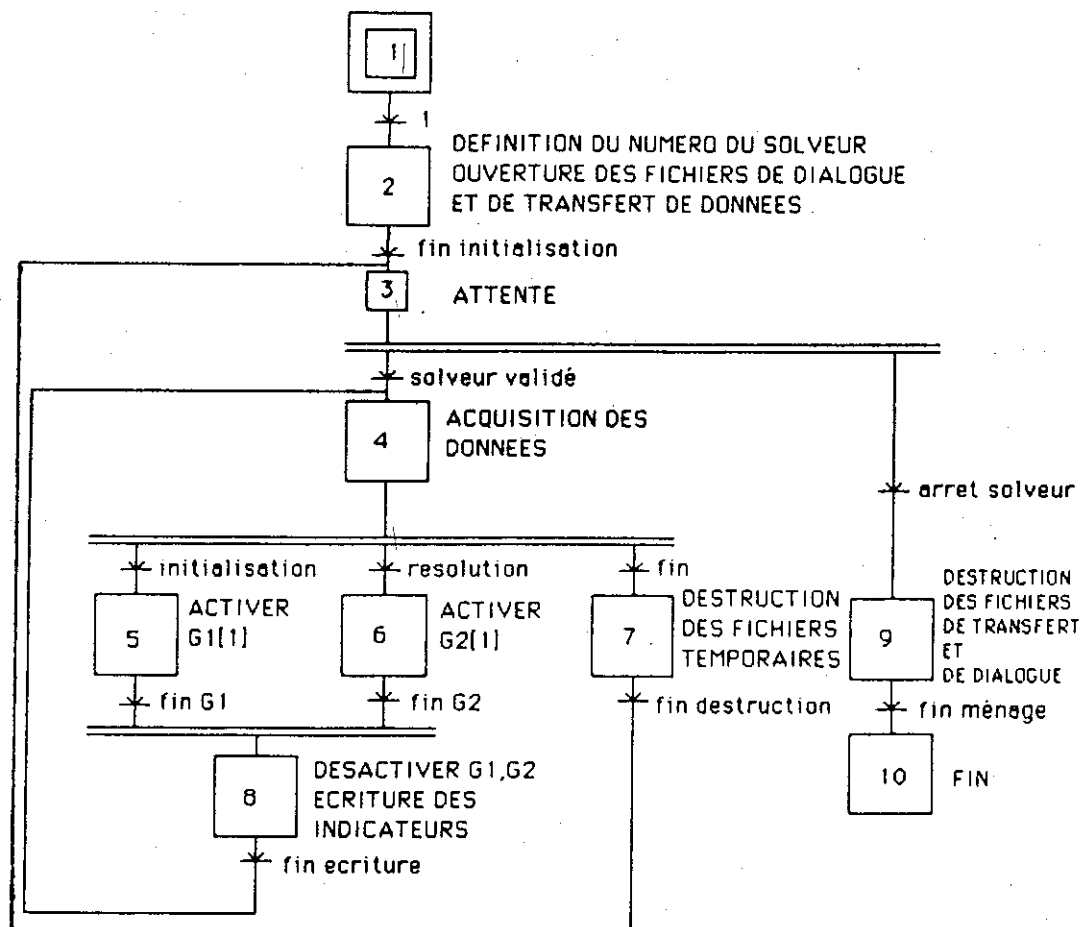 1
1
2
DEFINITION DU NUMERO DU SOLVEUR
OUVERTURE DES FICHIERS DE DIALOGUE
ET DE TRANSFERT DE DONNEES
fin initialisation
3
ATTENTE
solveur validé
4
ACQUISITION DES
DONNEES
arret solveur
initialisation
resolution
fin
5
ACTIVER
G1[1]
6
ACTIVER
G2[1]
7
DESTRUCTION
DES FICHIERS
TEMPORAIRES
9
DESTRUCTION
DES FICHIERS
DE TRANSFERT
ET
DE DIALOGUE
fin G1
fin G2
fin destruction
fin ménage
8
DESACTIVER G1,G2
ECRITURE DES
INDICATEURS
10
FIN
fin ecriture